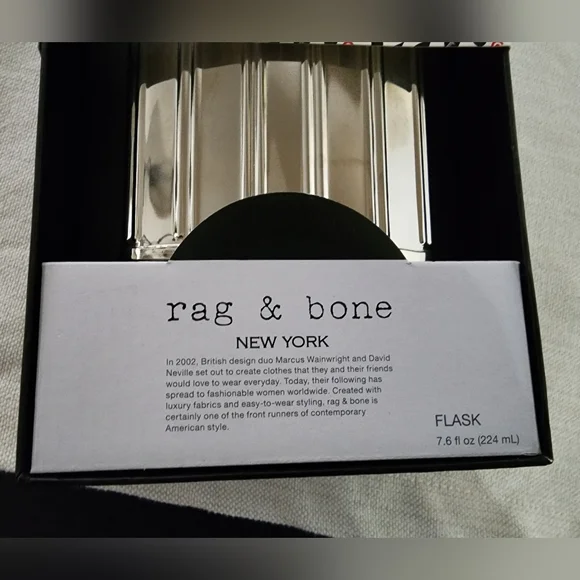 rag & bone
NEW YORK
In 2002, British design duo Marcus Wainwright and David
Neville set out to create clothes that they and their friends
would love to wear everyday. Today, their following has
spread to fashionable women worldwide. Created with
luxury fabrics and easy-to-wear styling, rag & bone is
certainly one of the front runners of contemporary
American style.
FLASK
7.6 fl oz (224 mL)